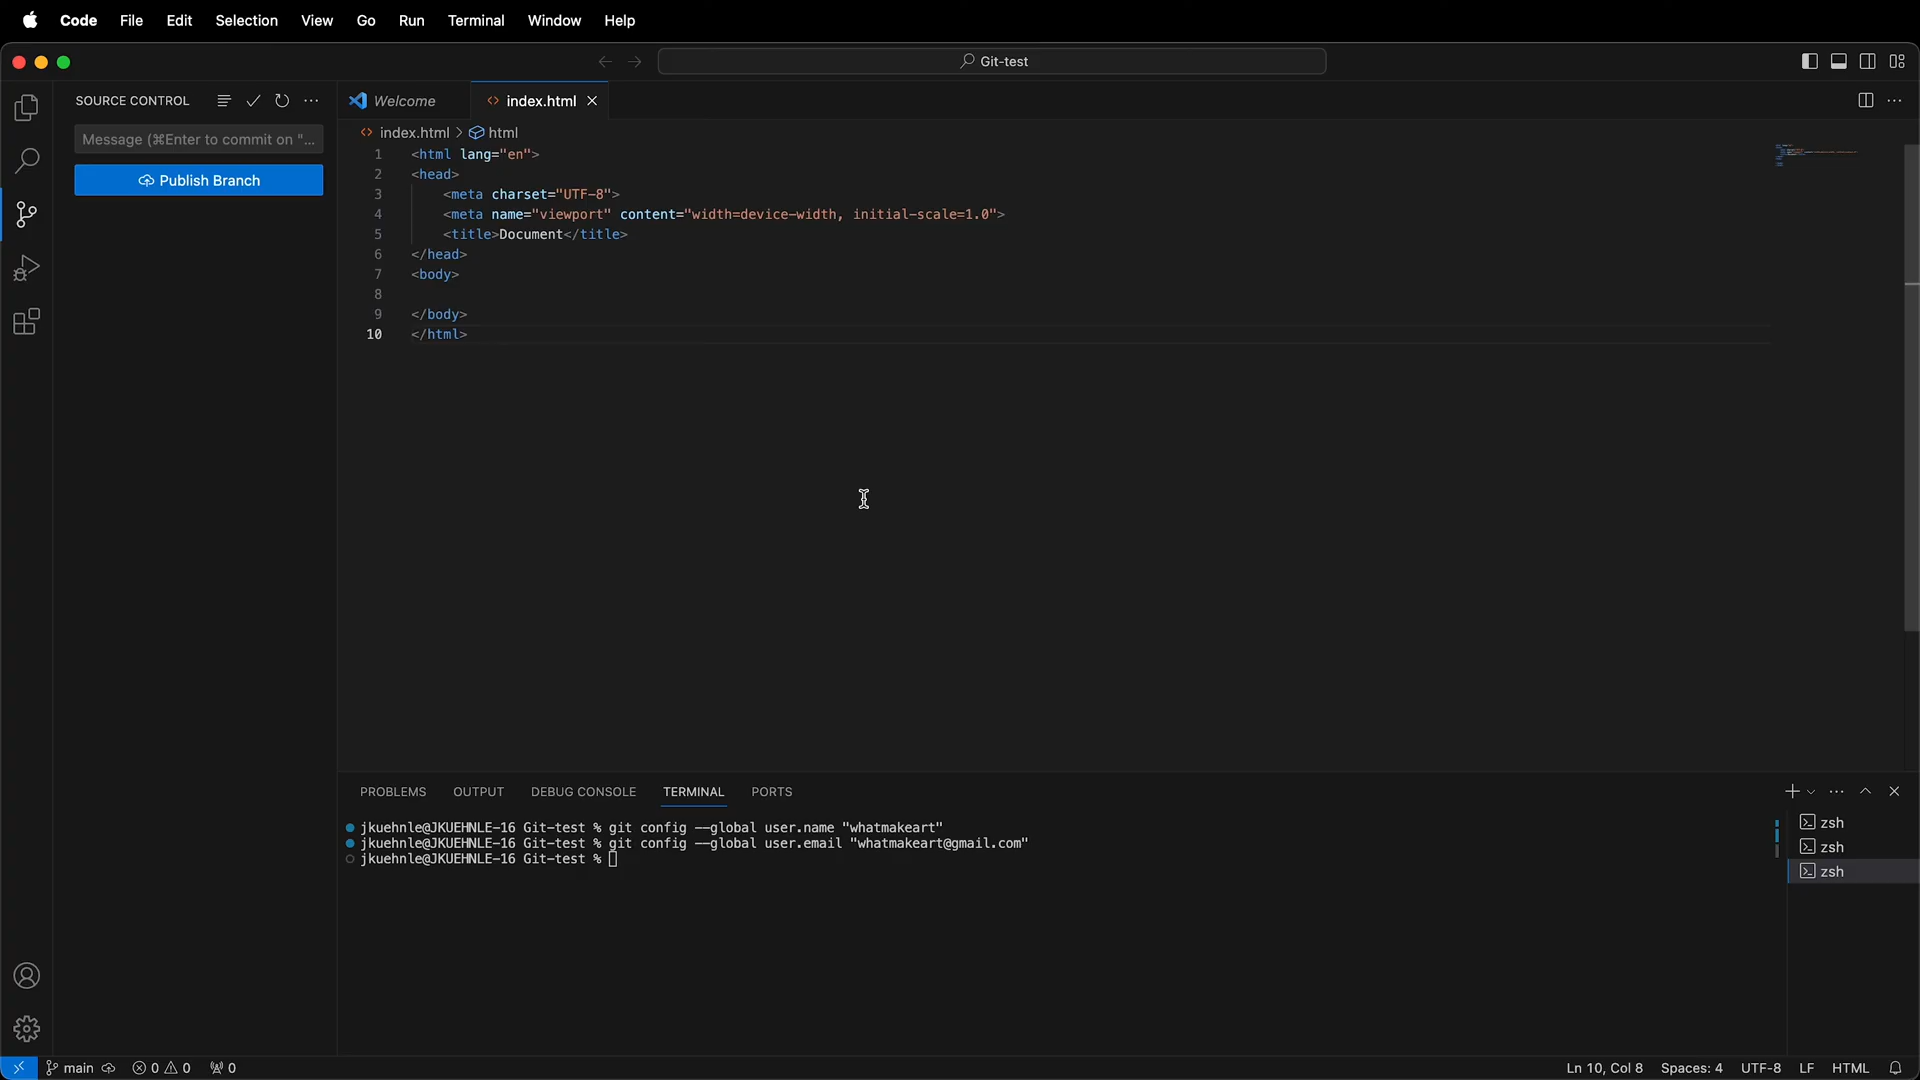 Code File Edit Selection View Go Run Terminal Window Help
Git-test
SOURCE CONTROL
Message (⌘Enter to commit on "...
Publish Branch
Welcome
index.html
index.html > html
1 <html lang="en">
2 <head>
3 <meta charset="UTF-8">
4 <meta name="viewport" content="width=device-width, initial-scale=1.0">
5 <title>Document</title>
6 </head>
7 <body>
8
9 </body>
10 </html>
PROBLEMS OUTPUT DEBUG CONSOLE TERMINAL PORTS
jkuehnle@JKUEHNLE-16 Git-test % git config --global user.name "whatmakeart"
jkuehnle@JKUEHNLE-16 Git-test % git config --global user.email "whatmakeart@gmail.com"
jkuehnle@JKUEHNLE-16 Git-test %
zsh
zsh
zsh
main 0 0 0 Ln 10, Col 8 Spaces: 4 UTF-8 LF HTML